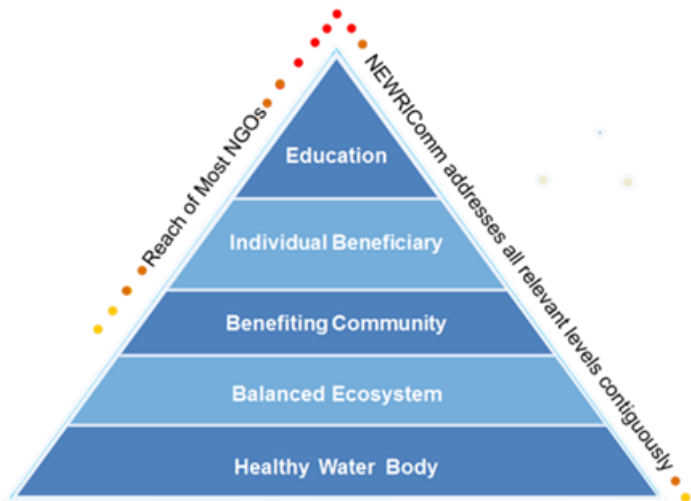 Reach of Most NGOs
NEWRIComm addresses all relevant levels contiguously
Education
Individual Beneficiary
Benefiting Community
Balanced Ecosystem
Healthy Water Body